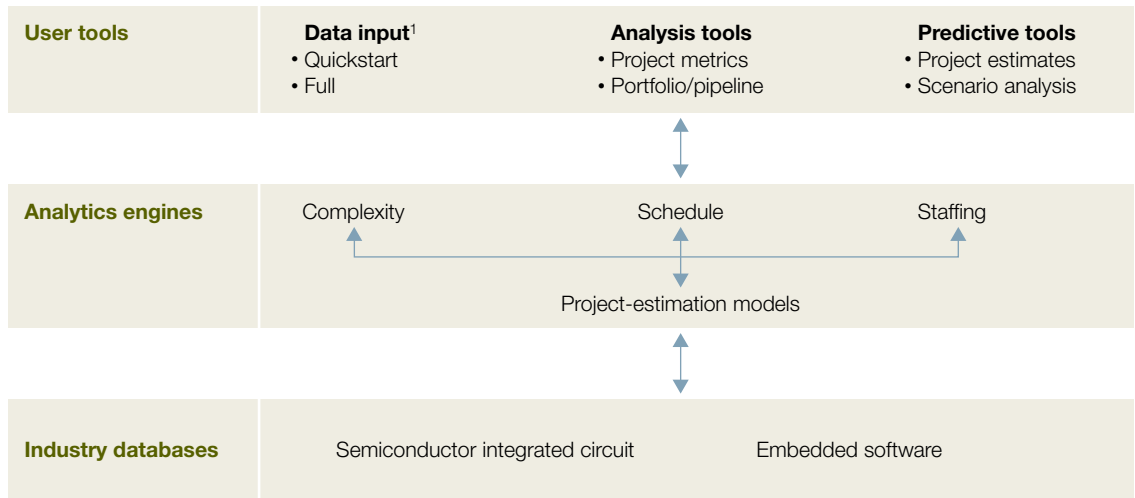 User tools
Data input¹
• Quickstart
• Full
Analysis tools
• Project metrics
• Portfolio/pipeline
Predictive tools
• Project estimates
• Scenario analysis
Analytics engines
Complexity
Schedule
Staffing
Project-estimation models
Industry databases
Semiconductor integrated circuit
Embedded software